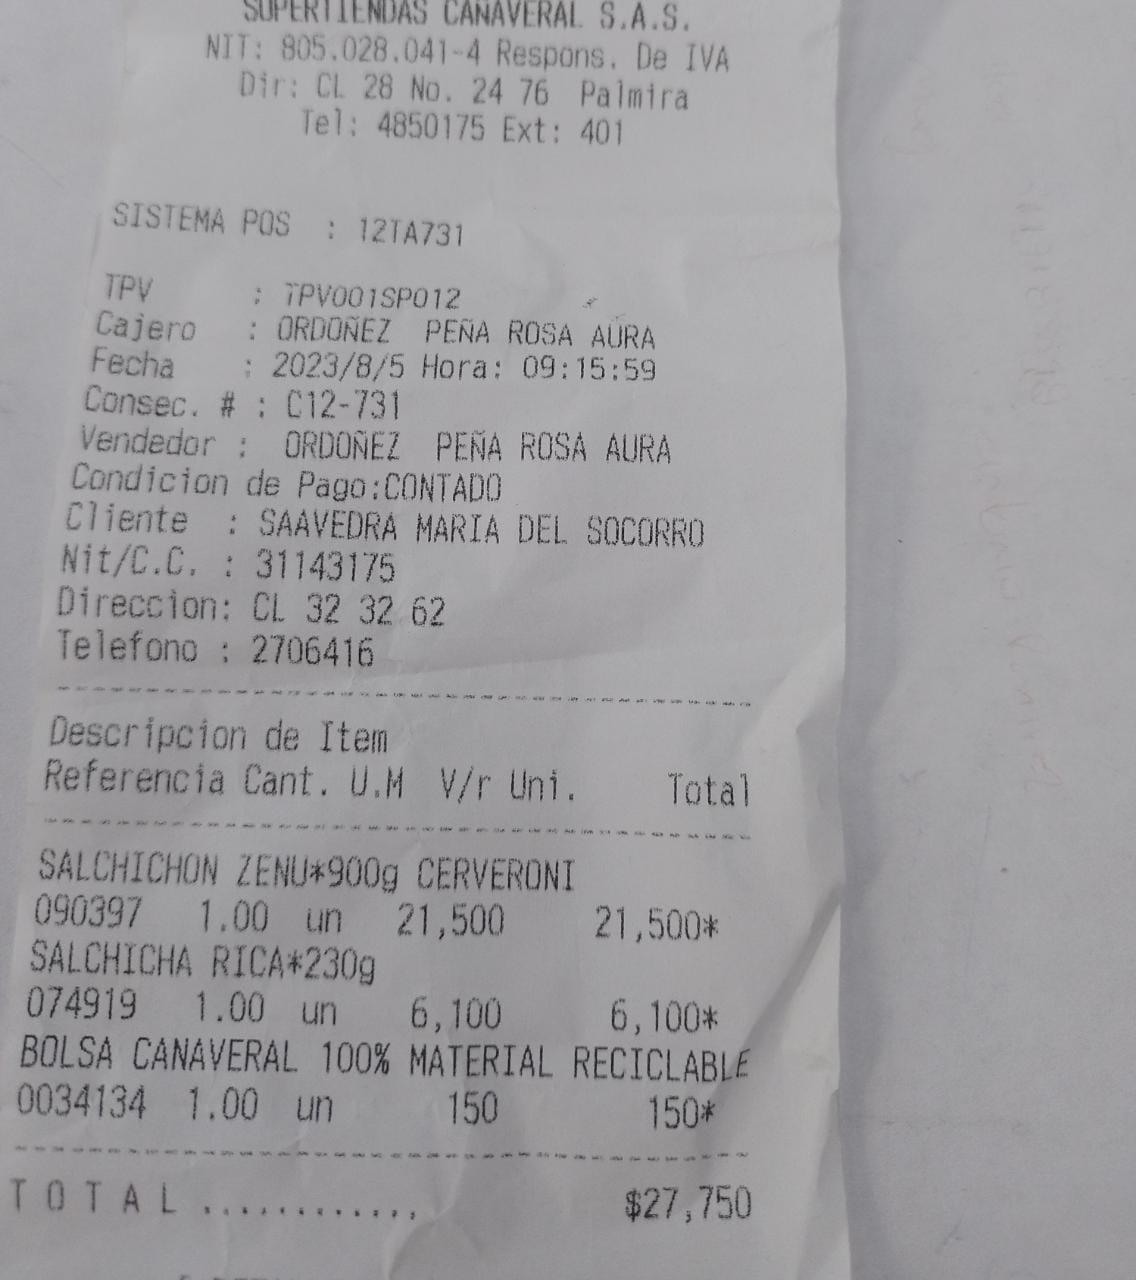 SUPERTIENDAS CAÑAVERAL S.A.S.
NIT: 805.028.041-4 Respons. De IVA
Dir: CL 28 No. 24 76 Palmira
Tel: 4850175 Ext: 401
SISTEMA POS : 12TA731
TPV : TPV001SP012
Cajero : ORDOÑEZ PEÑA ROSA AURA
Fecha : 2023/8/5 Hora: 09:15:59
Consec. # : C12-731
Vendedor : ORDOÑEZ PEÑA ROSA AURA
Condicion de Pago:CONTADO
Cliente : SAAVEDRA MARIA DEL SOCORRO
Nit/C.C. : 31143175
Direccion: CL 32 32 62
Telefono : 2706416
Descripcion de Item
Referencia Cant. U.M V/r Uni. Total
SALCHICHON ZENU*900g CERVERONI
090397 1.00 un 21,500 21,500*
SALCHICHA RICA*230g
074919 1.00 un 6,100 6,100*
BOLSA CANAVERAL 100% MATERIAL RECICLABLE
0034134 1.00 un 150 150*
T O T A L ............ $27,750